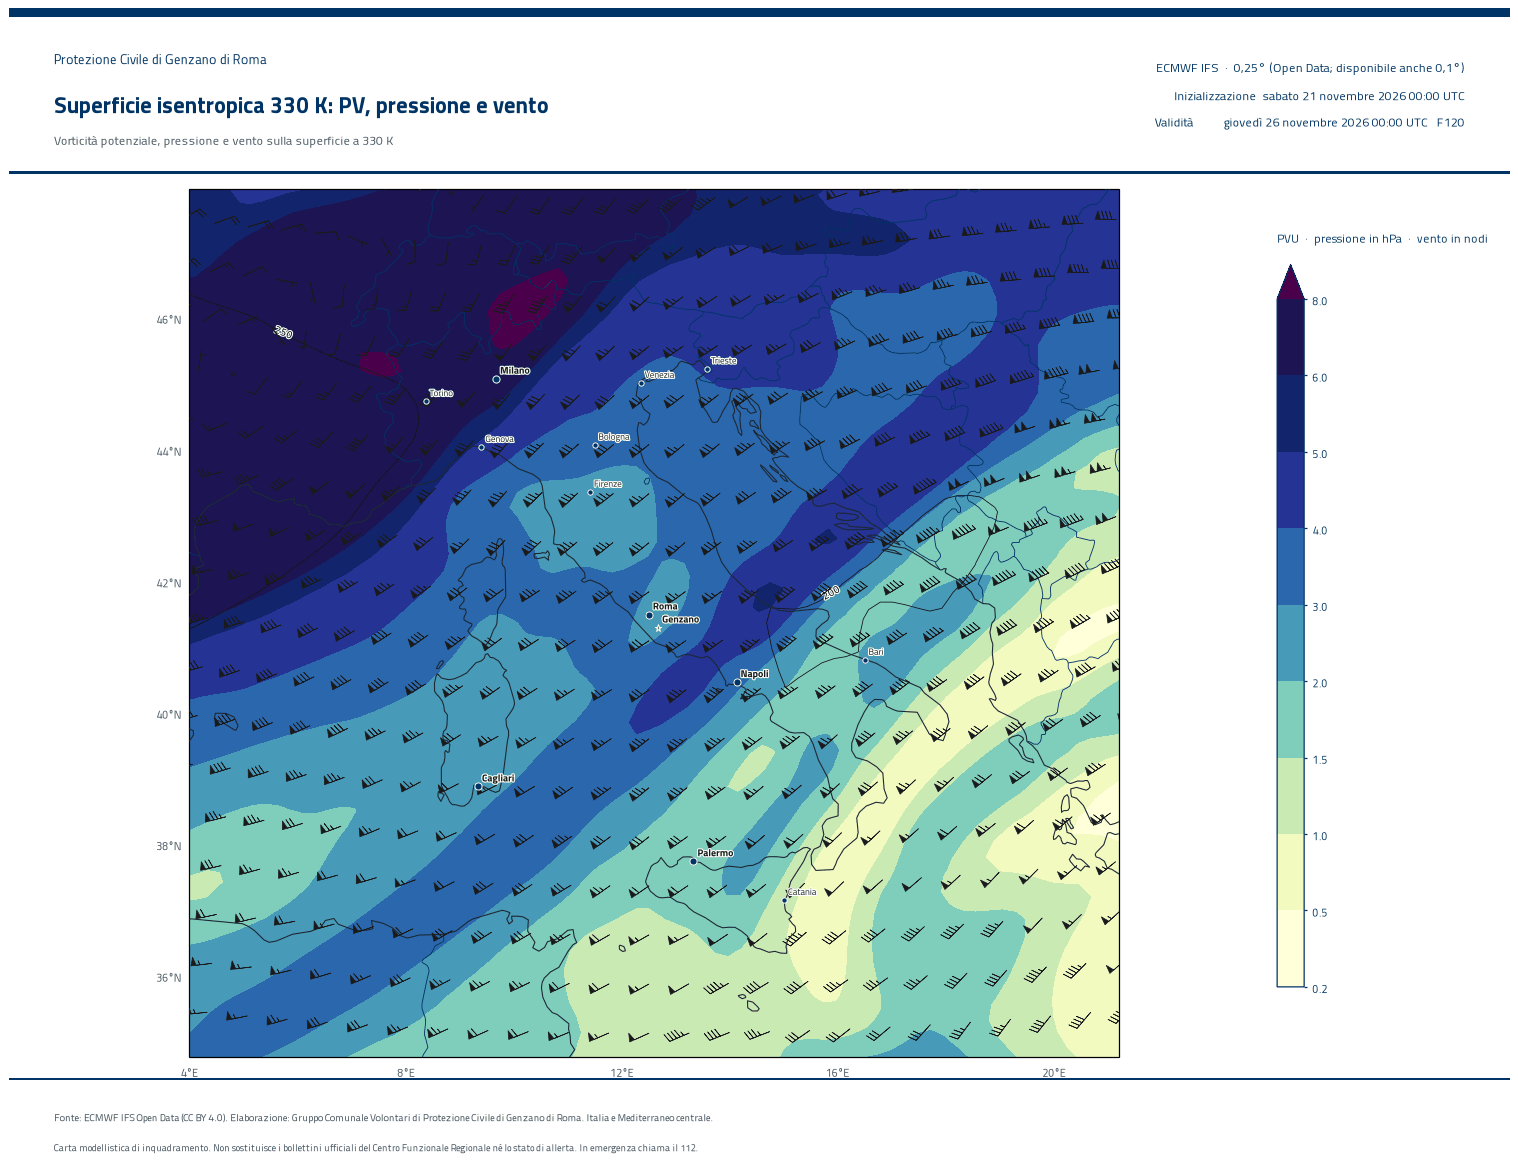 Protezione Civile di Genzano di Roma
Superficie isentropica 330 K: PV, pressione e vento
Vorticità potenziale, pressione e vento sulla superficie a 330 K
ECMWF IFS · 0,25° (Open Data; disponibile anche 0,1°)
Inizializzazione sabato 21 novembre 2026 00:00 UTC
Validità giovedì 26 novembre 2026 00:00 UTC F120
PVU · pressione in hPa · vento in nodi
8.0
6.0
5.0
4.0
3.0
2.0
1.5
1.0
0.5
0.2
46°N
44°N
42°N
40°N
38°N
36°N
4°E
8°E
12°E
16°E
20°E
250
200
Milano
Torino
Venezia
Trieste
Genova
Bologna
Firenze
Roma
Genzano
Napoli
Bari
Cagliari
Palermo
Catania
Fonte: ECMWF IFS Open Data (CC BY 4.0). Elaborazione: Gruppo Comunale Volontari di Protezione Civile di Genzano di Roma. Italia e Mediterraneo centrale.
Carta modellistica di inquadramento. Non sostituisce i bollettini ufficiali del Centro Funzionale Regionale né lo stato di allerta. In emergenza chiama il 112.